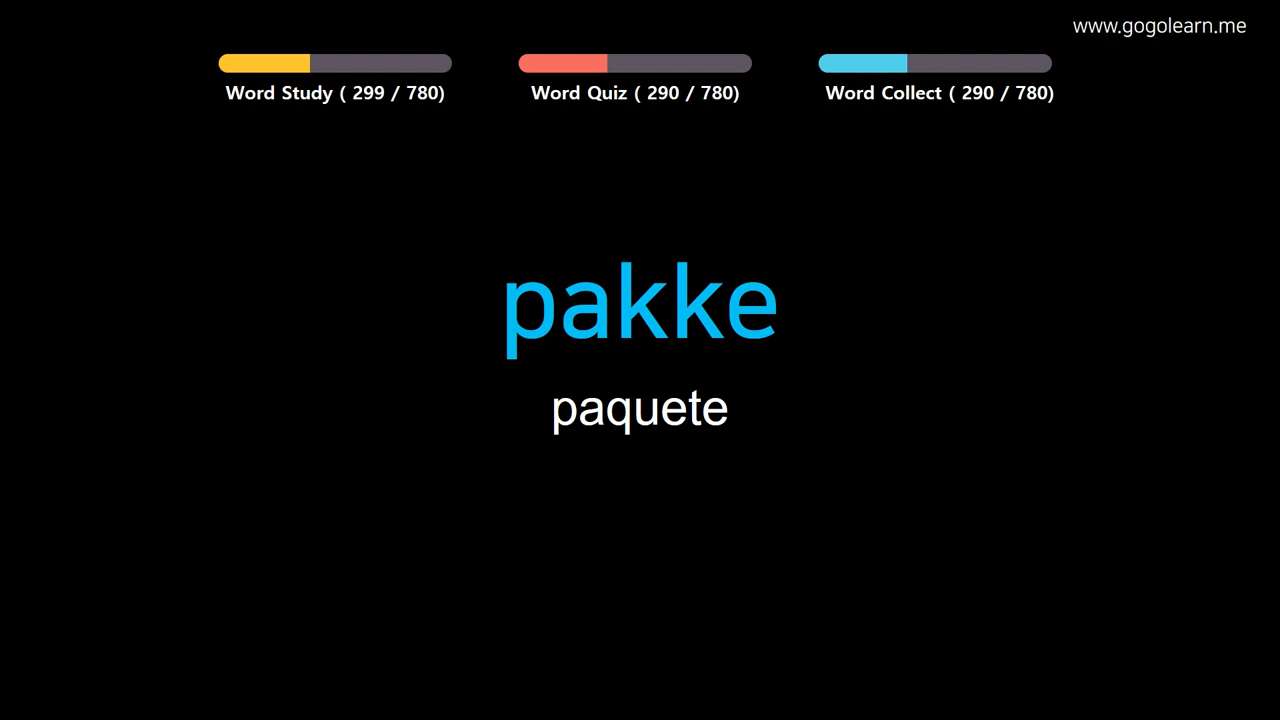 www.gogolearn.me
Word Study ( 299 / 780)
Word Quiz ( 290 / 780)
Word Collect ( 290 / 780)
pakke
paquete